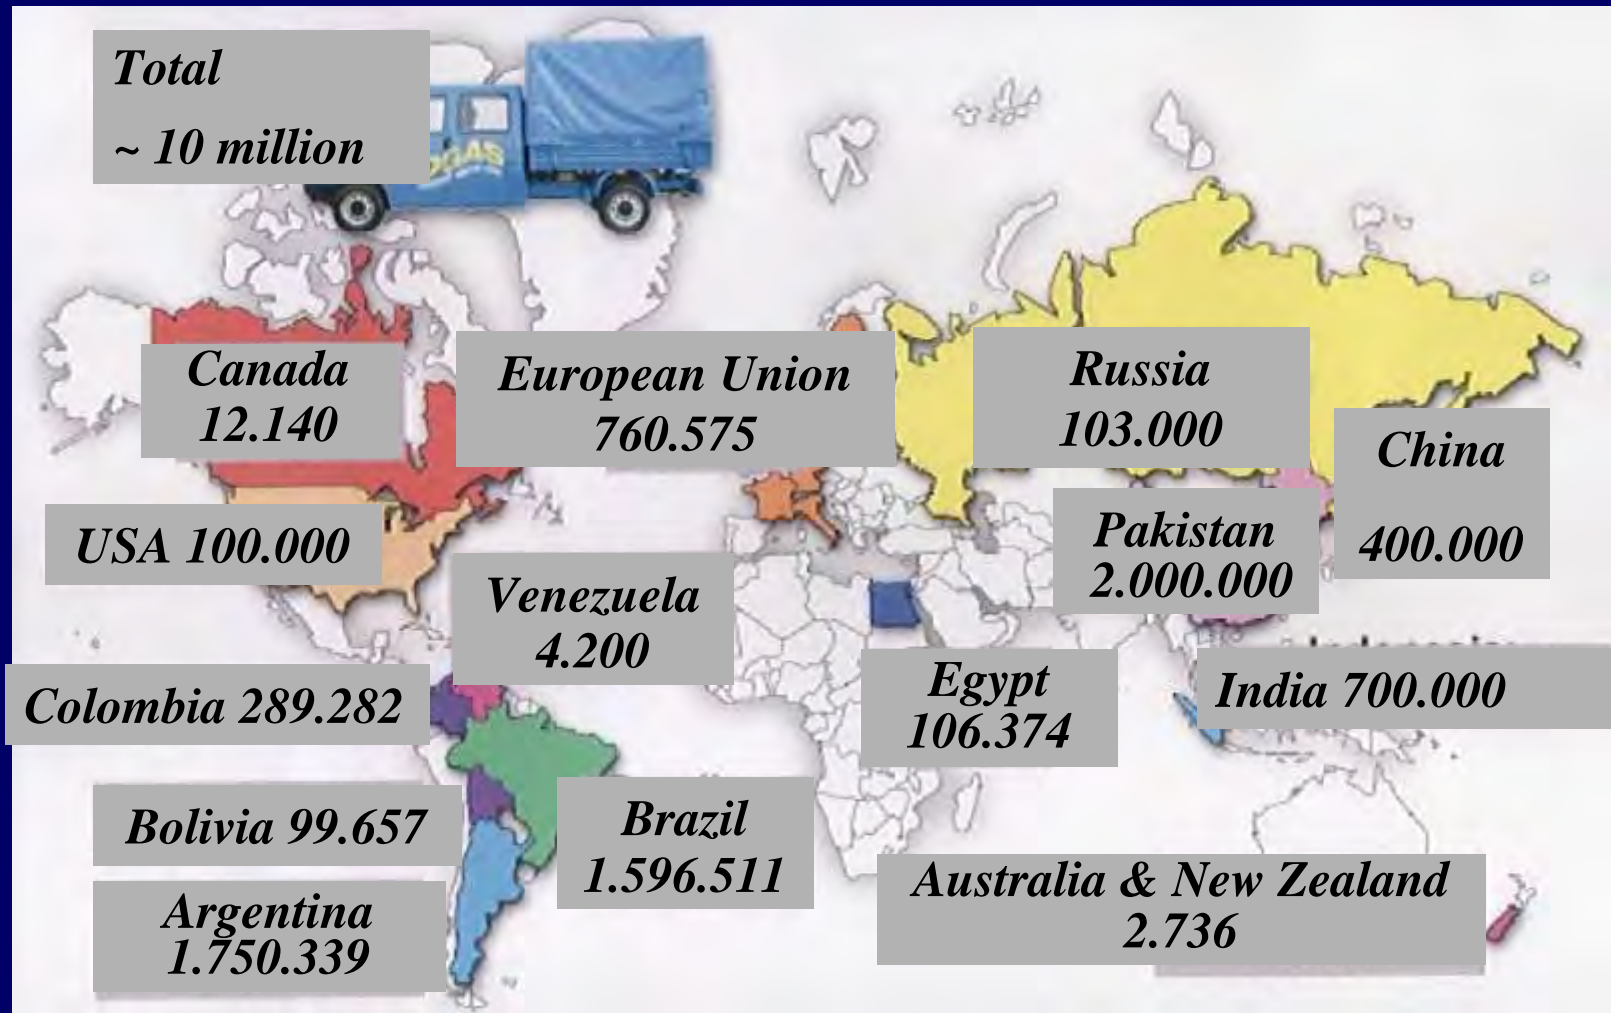 Total
~ 10 million
Canada
12.140
European Union
760.575
Russia
103.000
China
400.000
USA 100.000
Pakistan
2.000.000
Venezuela
4.200
Egypt
106.374
India 700.000
Colombia 289.282
Bolivia 99.657
Brazil
1.596.511
Argentina
1.750.339
Australia & New Zealand
2.736